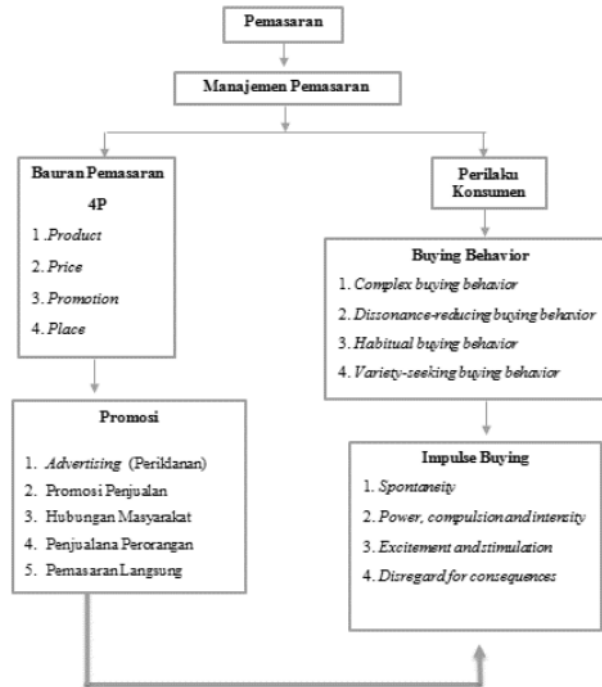 Pemasaran
Manajemen Pemasaran
Bauran Pemasaran
4P
1 .Product
2. Price
3. Promotion
4. Place
Perilaku
Konsumen
Buying Behavior
1. Complex buying behavior
2. Dissonance-reducing buying behavior
3. Habitual buying behavior
4. Variety-seeking buying behavior
Promosi
1. Advertising (Periklanan)
2. Promosi Penjualan
3. Hubungan Masyarakat
4. Penjualana Perorangan
5. Pemasaran Langsung
Impulse Buying
1. Spontaneity
2. Power, compulsion and intensity
3. Excitement and stimulation
4. Disregard for consequences